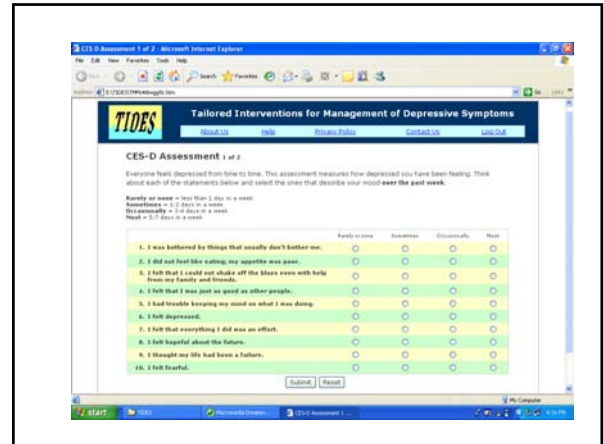 CES-D Assessment 1 of 2 - Microsoft Internet Explorer
File Edit View Favorites Tools Help
Search Favorites
Address Go Links
TIDES
Tailored Interventions for Management of Depressive Symptoms
About Us Help Privacy Policy Contact Us Log Out
CES-D Assessment 1 of 2
Everyone feels depressed from time to time. This assessment measures how depressed you have been feeling. Think
about each of the statements below and select the ones that describe your mood over the past week.
Rarely or none = less than 1 day in a week
Sometimes = 1-2 days in a week
Occasionally = 3-4 days in a week
Most = 5-7 days in a week
Rarely or none Sometimes Occasionally Most
1. I was bothered by things that usually don't bother me.
2. I did not feel like eating; my appetite was poor.
3. I felt that I could not shake off the blues even with help
from my family and friends.
4. I felt that I was just as good as other people.
5. I had trouble keeping my mind on what I was doing.
6. I felt depressed.
7. I felt that everything I did was an effort.
8. I felt hopeful about the future.
9. I thought my life had been a failure.
10. I felt fearful.
Submit Reset
My Computer
start TIDES CES-D Assessment 1 ...